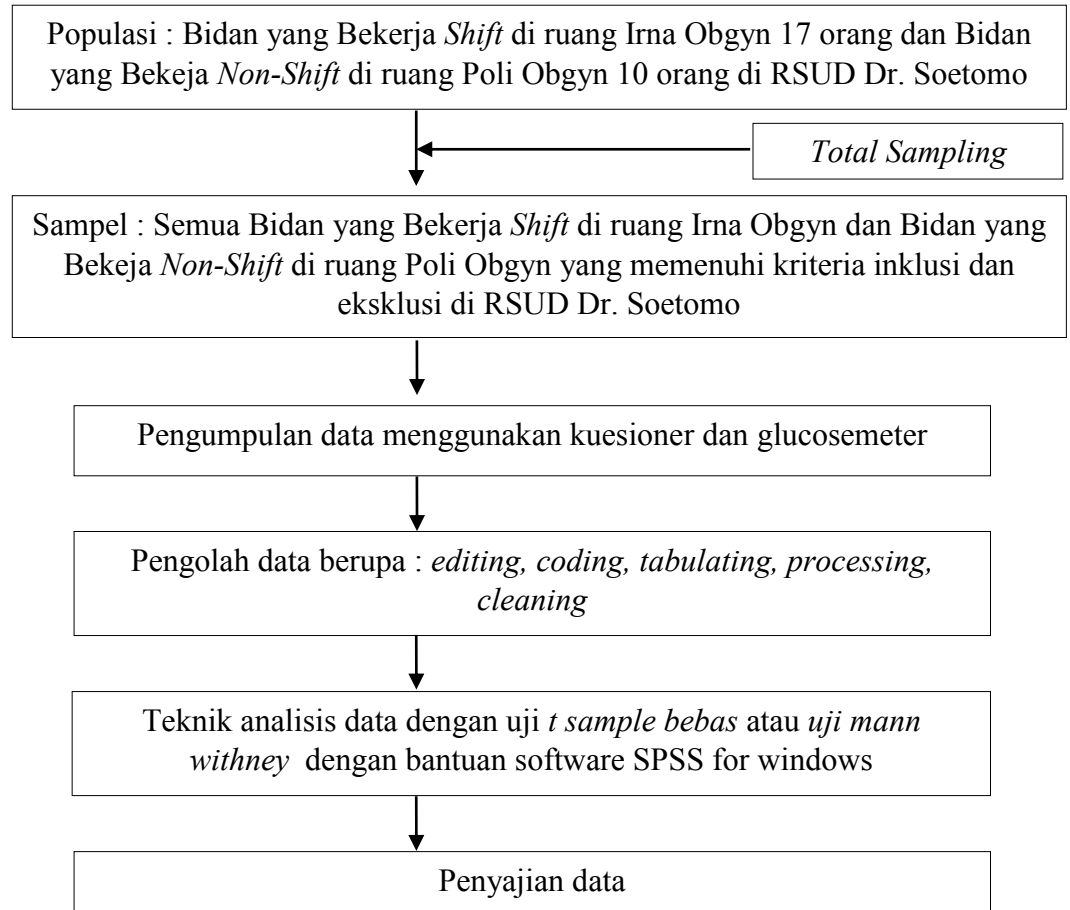 Populasi : Bidan yang Bekerja Shift di ruang Irna Obgyn 17 orang dan Bidan
yang Bekeja Non-Shift di ruang Poli Obgyn 10 orang di RSUD Dr. Soetomo
Total Sampling
Sampel : Semua Bidan yang Bekerja Shift di ruang Irna Obgyn dan Bidan yang
Bekeja Non-Shift di ruang Poli Obgyn yang memenuhi kriteria inklusi dan
eksklusi di RSUD Dr. Soetomo
Pengumpulan data menggunakan kuesioner dan glucosemeter
Pengolah data berupa : editing, coding, tabulating, processing,
cleaning
Teknik analisis data dengan uji t sample bebas atau uji mann
withney dengan bantuan software SPSS for windows
Penyajian data